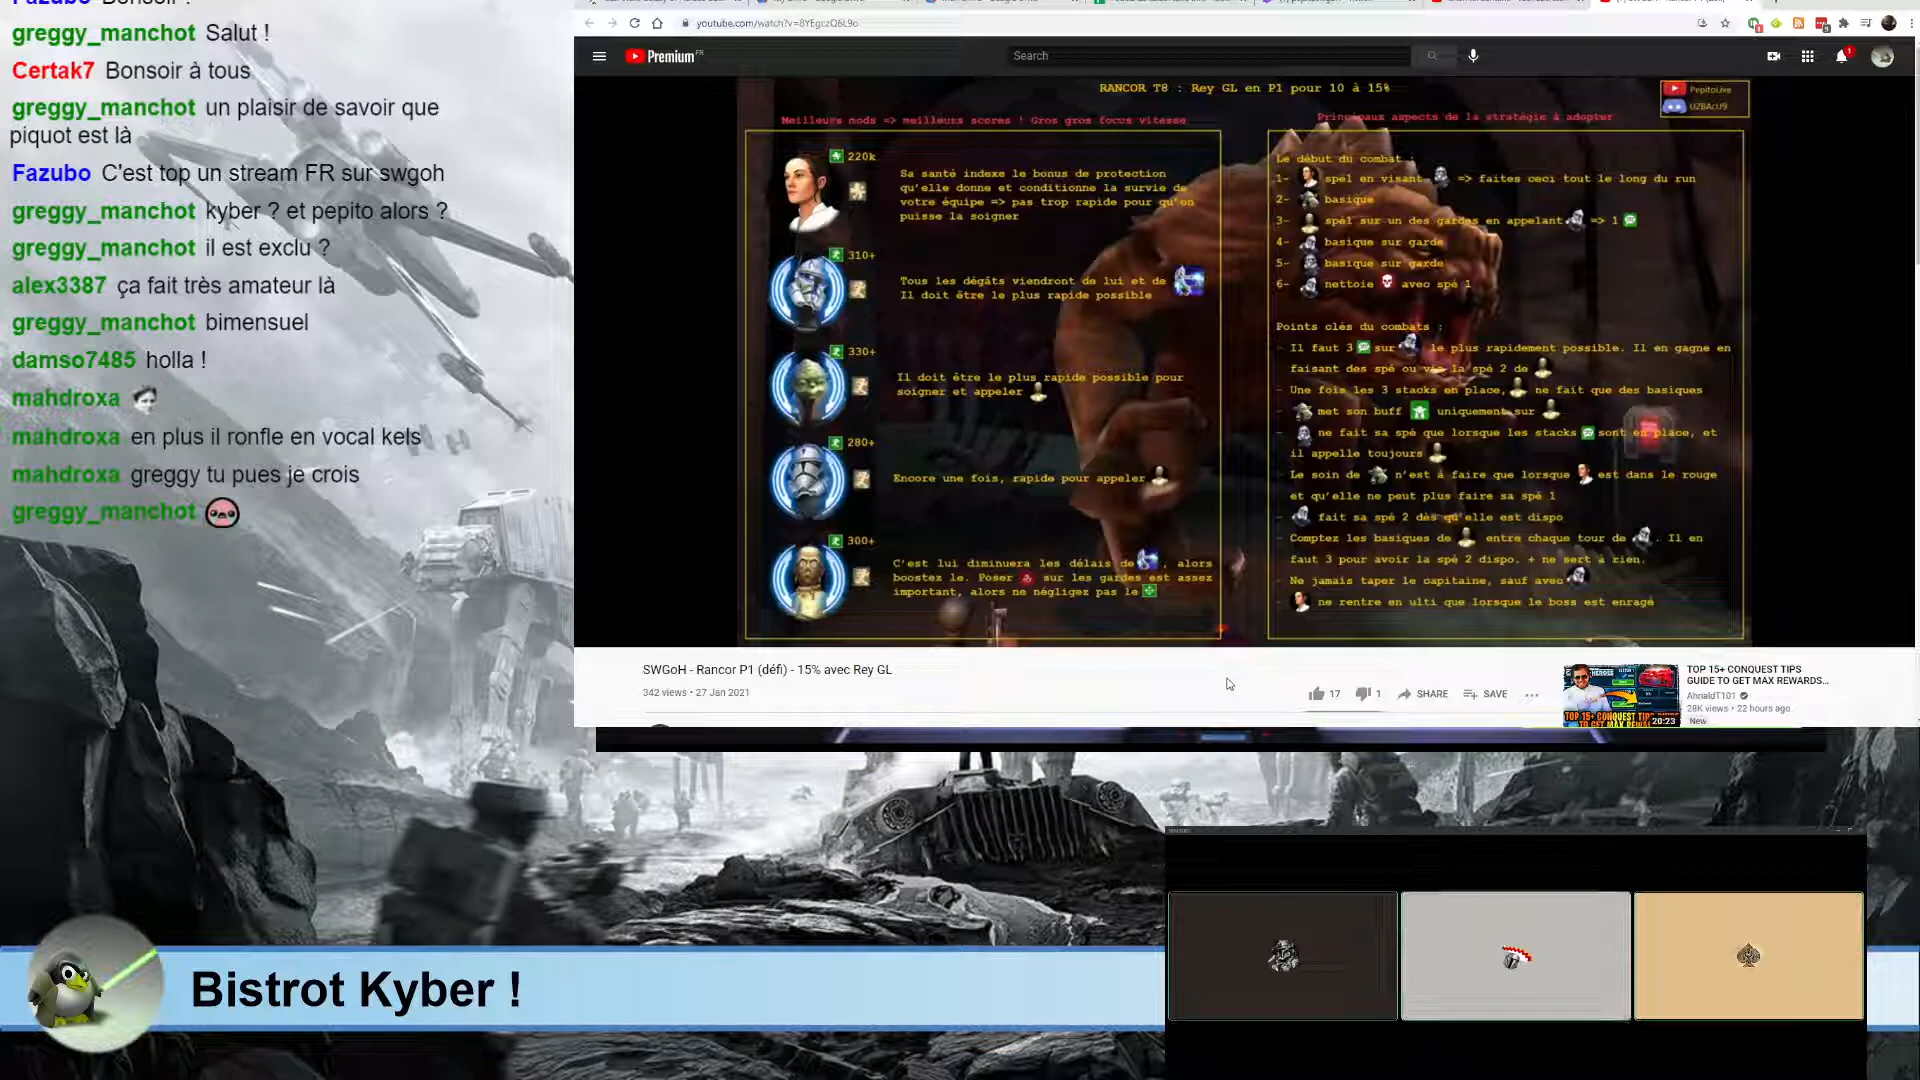 Bonsoir !
greggy_manchot Salut !
Certak7 Bonsoir à tous
greggy_manchot un plaisir de savoir que
piquot est là
Fazubo C'est top un stream FR sur swgoh
greggy_manchot kyber ? et pepito alors ?
greggy_manchot il est exclu ?
alex3387 ça fait très amateur là
greggy_manchot bimensuel
damso7485 holla !
mahdroxa
mahdroxa en plus il ronfle en vocal kels
mahdroxa greggy tu pues je crois
greggy_manchot
youtube.com/watch?v=8YEgczQ6L9o
Premium FR
Search
RANCOR T8 : Rey GL en P1 pour 10 à 15%
PepitoLive
UZBAcU9
Meilleurs mods => meilleurs scores ! Gros gros focus vitesse
220k
Sa santé indexe le bonus de protection
qu'elle donne et conditionne la survie de
votre équipe => pas trop rapide pour qu'on
puisse la soigner
310+
Tous les dégâts viendront de lui et de
Il doit être le plus rapide possible
330+
Il doit être le plus rapide possible pour
soigner et appeler
280+
Encore une fois, rapide pour appeler
300+
C'est lui diminuera les délais de , alors
boostez le. Poser sur les gardes est assez
important, alors ne négligez pas le
Principaux aspects de la stratégie à adopter
Le début du combat :
1- spel en visant => faites ceci tout le long du run
2- basique
3- spél sur un des gardes en appelant => 1
4- basique sur garde
5- basique sur garde
6- nettoie avec spé 1
Points clés du combats :
- Il faut 3 sur le plus rapidement possible. Il en gagne en
faisant des spé ou via la spé 2 de
- Une fois les 3 stacks en place, ne fait que des basiques
- met son buff uniquement sur
- ne fait sa spé que lorsque les stacks sont en place, et
il appelle toujours
- Le soin de n'est à faire que lorsque est dans le rouge
et qu'elle ne peut plus faire sa spé 1
- fait sa spé 2 dès qu'elle est dispo
- Comptez les basiques de entre chaque tour de . Il en
faut 3 pour avoir la spé 2 dispo. + ne sert à rien.
- Ne jamais taper le capitaine, sauf avec
- ne rentre en ulti que lorsque le boss est enragé
SWGoH - Rancor P1 (défi) - 15% avec Rey GL
342 views • 27 Jan 2021
17
1
SHARE
SAVE
TOP 15+ CONQUEST TIPS
GUIDE TO GET MAX REWARDS...
AhnaldT101
28K views • 22 hours ago
New
20:23
Bistrot Kyber !